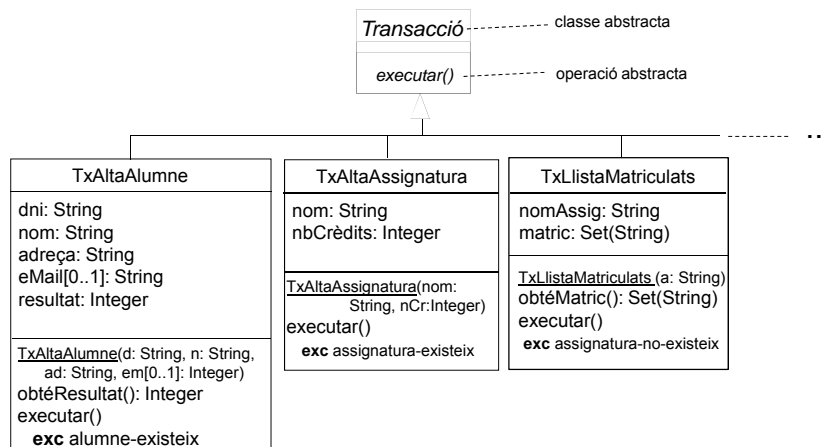 Transacció
classe abstracta
executar()
operació abstracta
..
TxAltaAlumne
dni: String
nom: String
adreça: String
eMail[0..1]: String
resultat: Integer
TxAltaAlumne(d: String, n: String,
ad: String, em[0..1]: Integer)
obtéResultat(): Integer
executar()
exc alumne-existeix
TxAltaAssignatura
nom: String
nbCrèdits: Integer
TxAltaAssignatura(nom:
String, nCr:Integer)
executar()
exc assignatura-existeix
TxLlistaMatriculats
nomAssig: String
matric: Set(String)
TxLlistaMatriculats (a: String)
obtéMatric(): Set(String)
executar()
exc assignatura-no-existeix